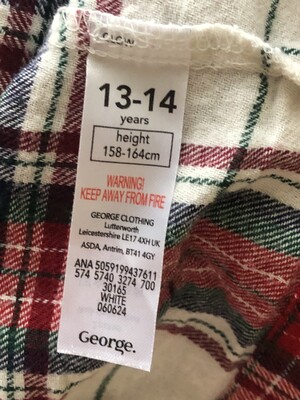 13-14
years
height
158-164cm
WARNING!
KEEP AWAY FROM FIRE
GEORGE CLOTHING
Lutterworth
Leicestershire LE17 4XH UK
ASDA, Antrim, BT41 4GY
ANA 5059199437611
574 5740 3274 700
30165
WHITE
060624
George.